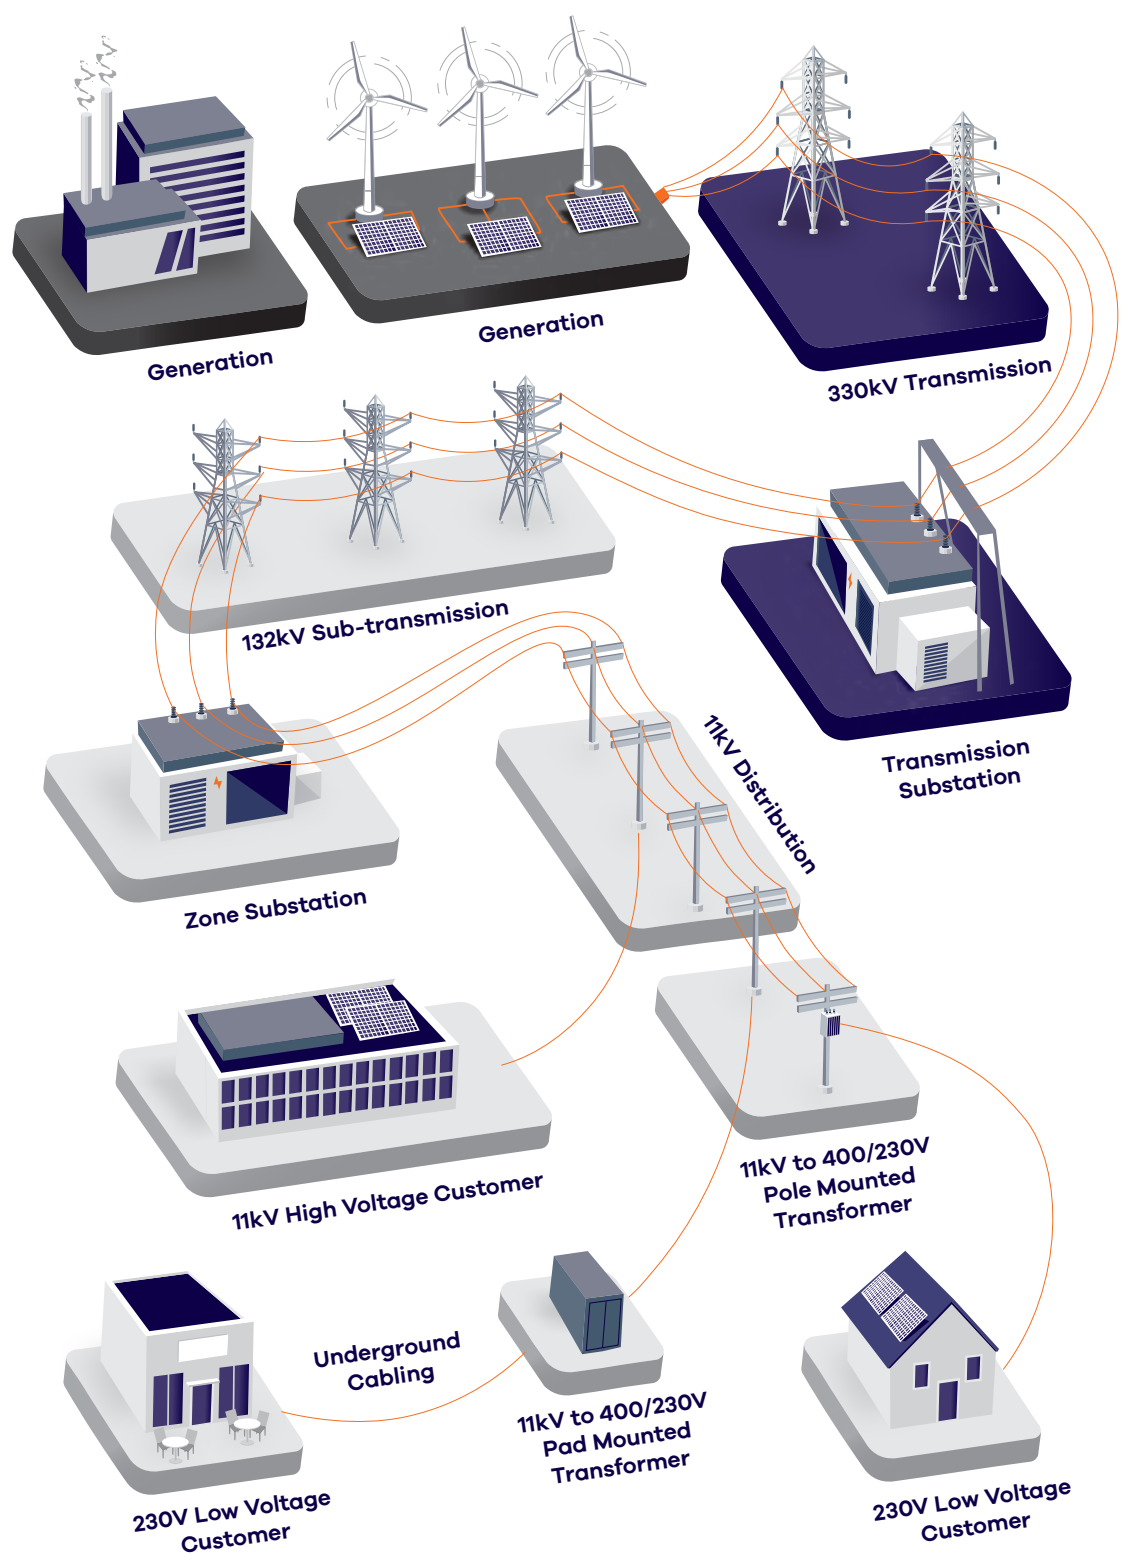 Generation
Generation
330kV Transmission
132kV Sub-transmission
11kV Distribution
Transmission
Substation
Zone Substation
11kV High Voltage Customer
11kV to 400/230V
Pole Mounted
Transformer
Underground
Cabling
11kV to 400/230V
Pad Mounted
Transformer
230V Low Voltage
Customer
230V Low Voltage
Customer